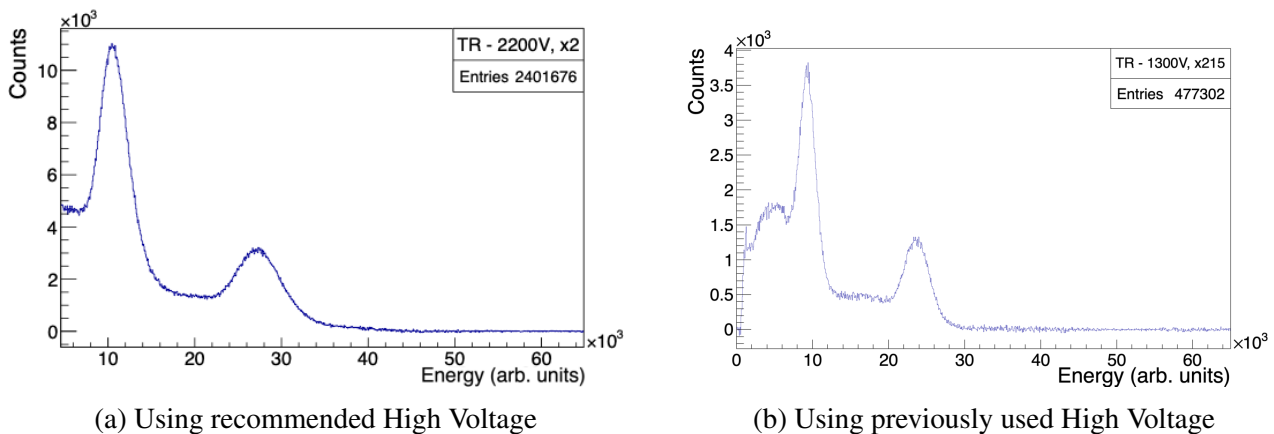 ×10³
Counts
TR - 2200V, x2
Entries 2401676
10
8
6
4
2
0
10 20 30 40 50 60
×10³
Energy (arb. units)
(a) Using recommended High Voltage
×10³
Counts
TR - 1300V, x215
Entries 477302
4
3.5
3
2.5
2
1.5
1
0.5
0
0 10 20 30 40 50 60
×10³
Energy (arb. units)
(b) Using previously used High Voltage